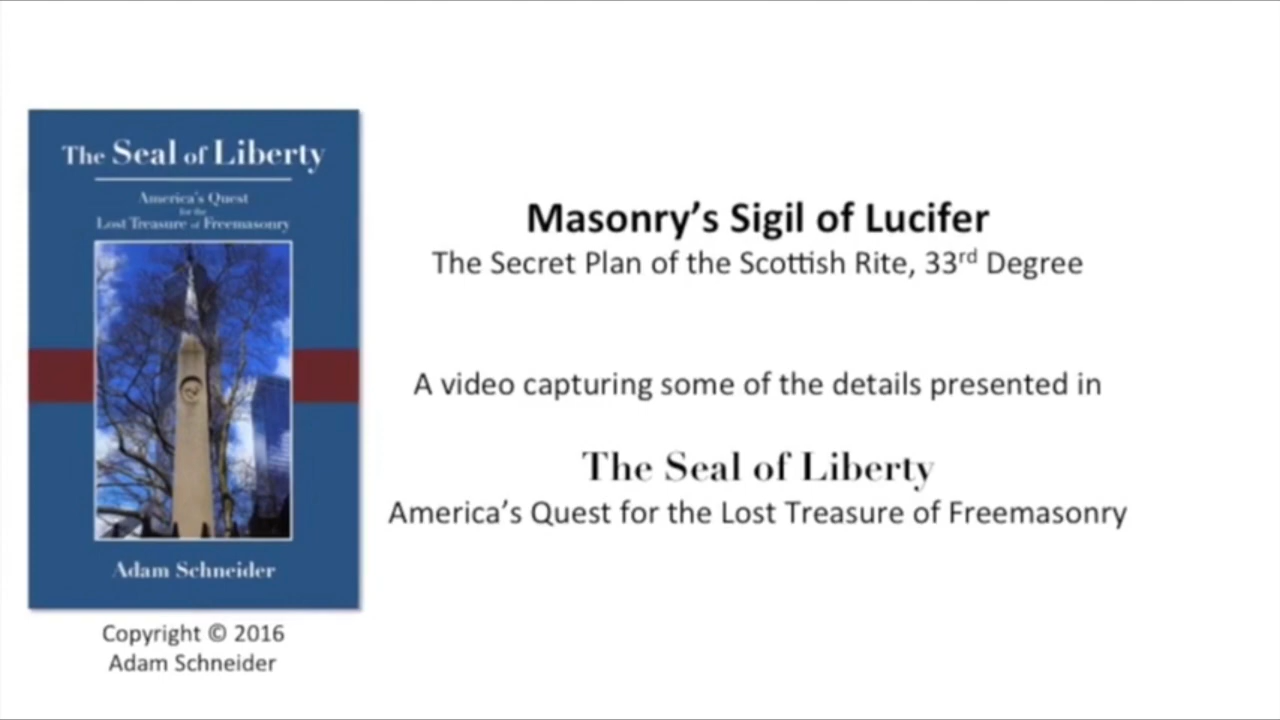 The Seal of Liberty
America's Quest
for the
Lost Treasure of Freemasonry
Adam Schneider
Copyright © 2016
Adam Schneider
Masonry's Sigil of Lucifer
The Secret Plan of the Scottish Rite, 33rd Degree
A video capturing some of the details presented in
The Seal of Liberty
America's Quest for the Lost Treasure of Freemasonry